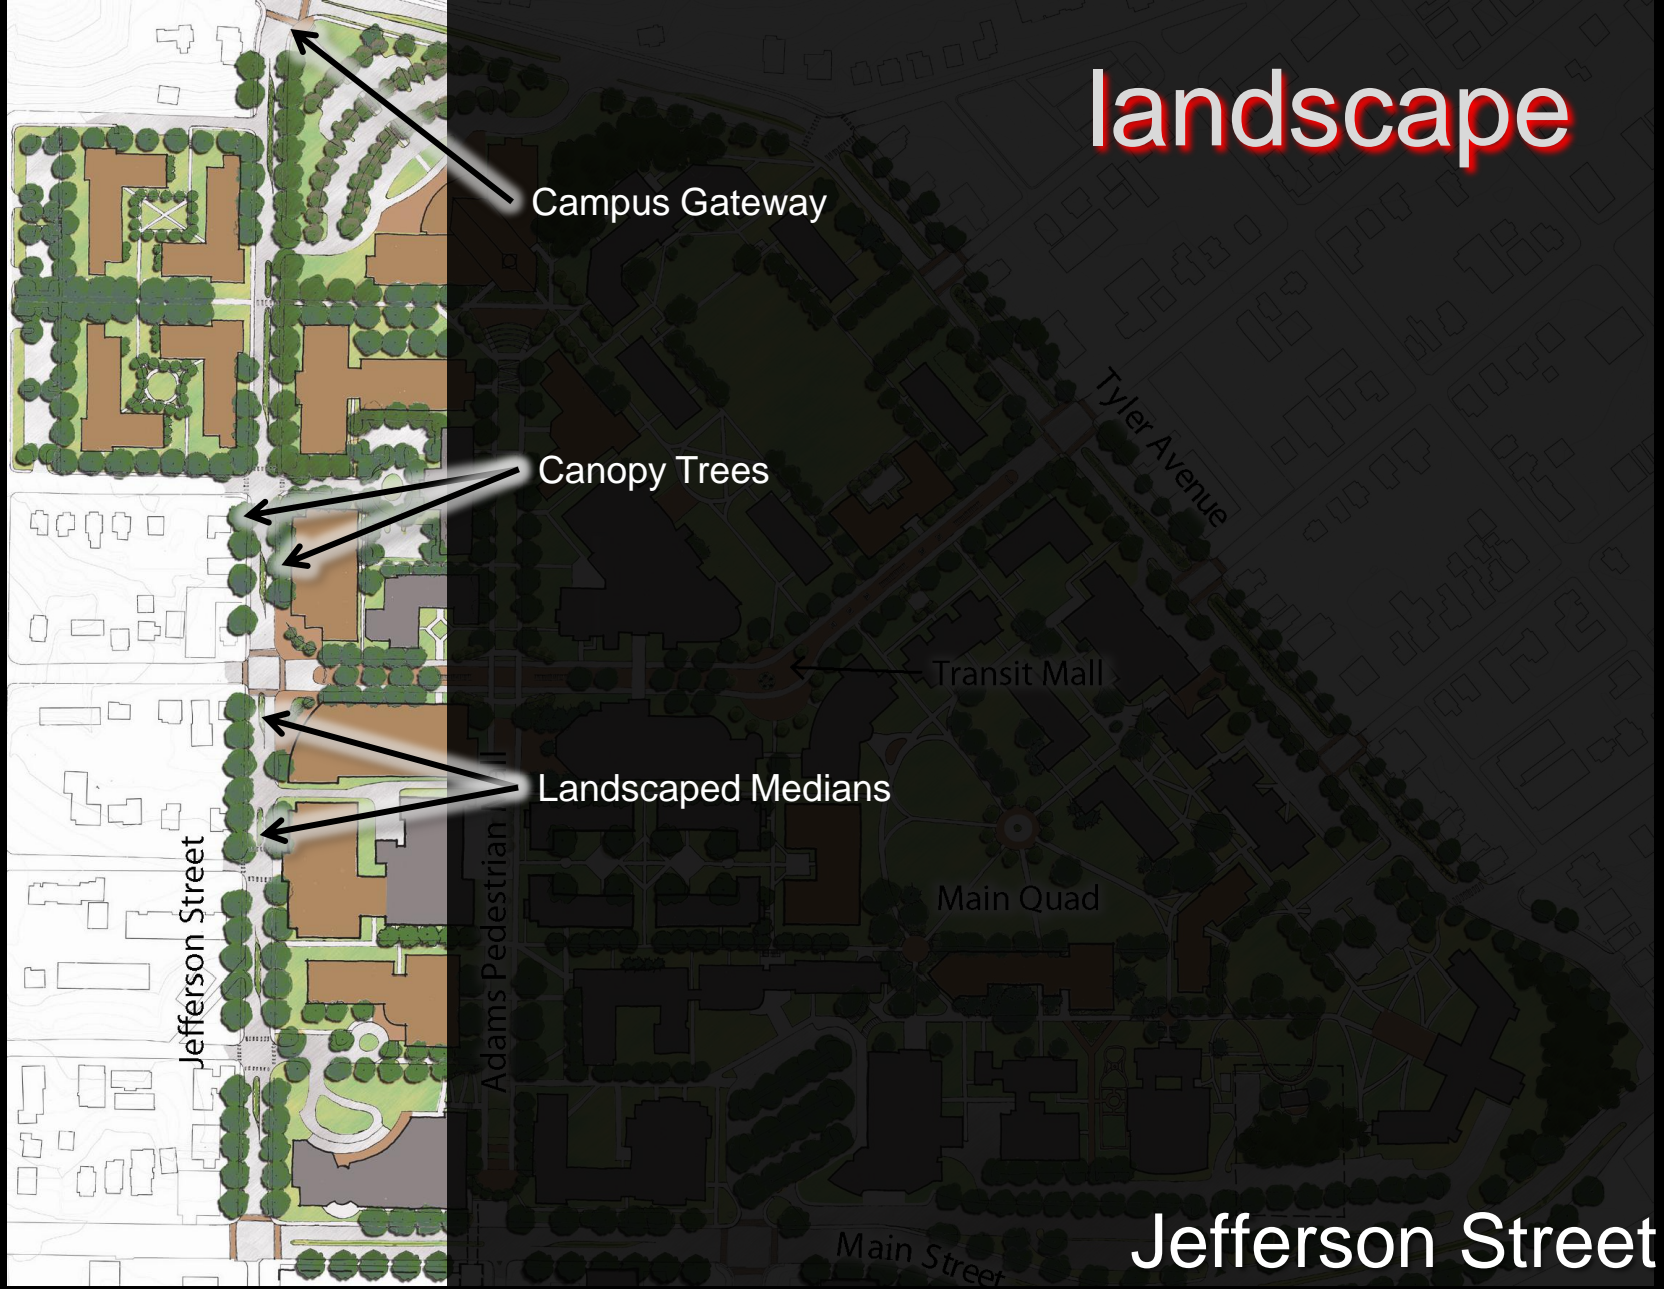 landscape
Campus Gateway
Tyler Avenue
Canopy Trees
Transit Mall
Landscaped Medians
Jefferson Street
Adams Pedestrian
Main Quad
Main Street
Jefferson Street